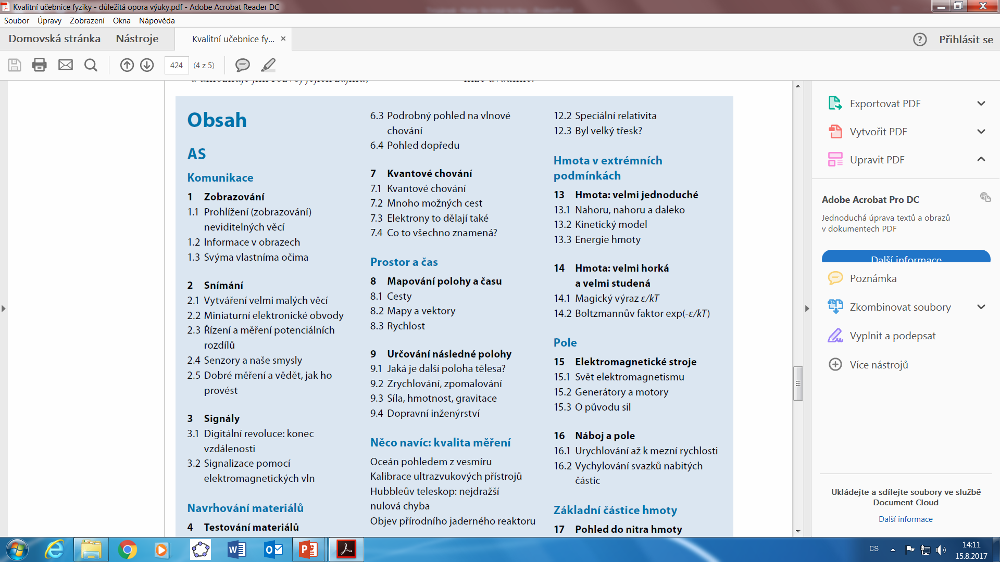 Kvalitní učebnice fyziky - důležitá opora výuky.pdf - Adobe Acrobat Reader DC
Soubor Úpravy Zobrazení Okna Nápověda
Domovská stránka Nástroje Kvalitní učebnice fy... × ? Přihlásit se
424 (4 z 5)
Obsah
AS
Komunikace
1 Zobrazování
1.1 Prohlížení (zobrazování)
neviditelných věcí
1.2 Informace v obrazech
1.3 Svýma vlastníma očima
2 Snímání
2.1 Vytváření velmi malých věcí
2.2 Miniaturní elektronické obvody
2.3 Řízení a měření potenciálních
rozdílů
2.4 Senzory a naše smysly
2.5 Dobré měření a vědět, jak ho
provést
3 Signály
3.1 Digitální revoluce: konec
vzdálenosti
3.2 Signalizace pomocí
elektromagnetických vln
Navrhování materiálů
4 Testování materiálů
6.3 Podrobný pohled na vlnové
chování
6.4 Pohled dopředu
7 Kvantové chování
7.1 Kvantové chování
7.2 Mnoho možných cest
7.3 Elektrony to dělají také
7.4 Co to všechno znamená?
Prostor a čas
8 Mapování polohy a času
8.1 Cesty
8.2 Mapy a vektory
8.3 Rychlost
9 Určování následné polohy
9.1 Jaká je další poloha tělesa?
9.2 Zrychlování, zpomalování
9.3 Síla, hmotnost, gravitace
9.4 Dopravní inženýrství
Něco navíc: kvalita měření
Oceán pohledem z vesmíru
Kalibrace ultrazvukových přístrojů
Hubbleův teleskop: nejdražší
nulová chyba
Objev přírodního jaderného reaktoru
12.2 Speciální relativita
12.3 Byl velký třesk?
Hmota v extrémních
podmínkách
13 Hmota: velmi jednoduché
13.1 Nahoru, nahoru a daleko
13.2 Kinetický model
13.3 Energie hmoty
14 Hmota: velmi horká
a velmi studená
14.1 Magický výraz ε/kT
14.2 Boltzmannův faktor exp(-ε/kT)
Pole
15 Elektromagnetické stroje
15.1 Svět elektromagnetismu
15.2 Generátory a motory
15.3 O původu sil
16 Náboj a pole
16.1 Urychlování až k mezní rychlosti
16.2 Vychylování svazků nabitých
částic
Základní částice hmoty
17 Pohled do nitra hmoty
Exportovat PDF
Vytvořit PDF
Upravit PDF
Adobe Acrobat Pro DC
Jednoduchá úprava textů a obrazů
v dokumentech PDF
Další informace
Poznámka
Zkombinovat soubory
Vyplnit a podepsat
Více nástrojů
Ukládejte a sdílejte soubory ve službě
Document Cloud
Další informace
CS
14:11
15.8.2017